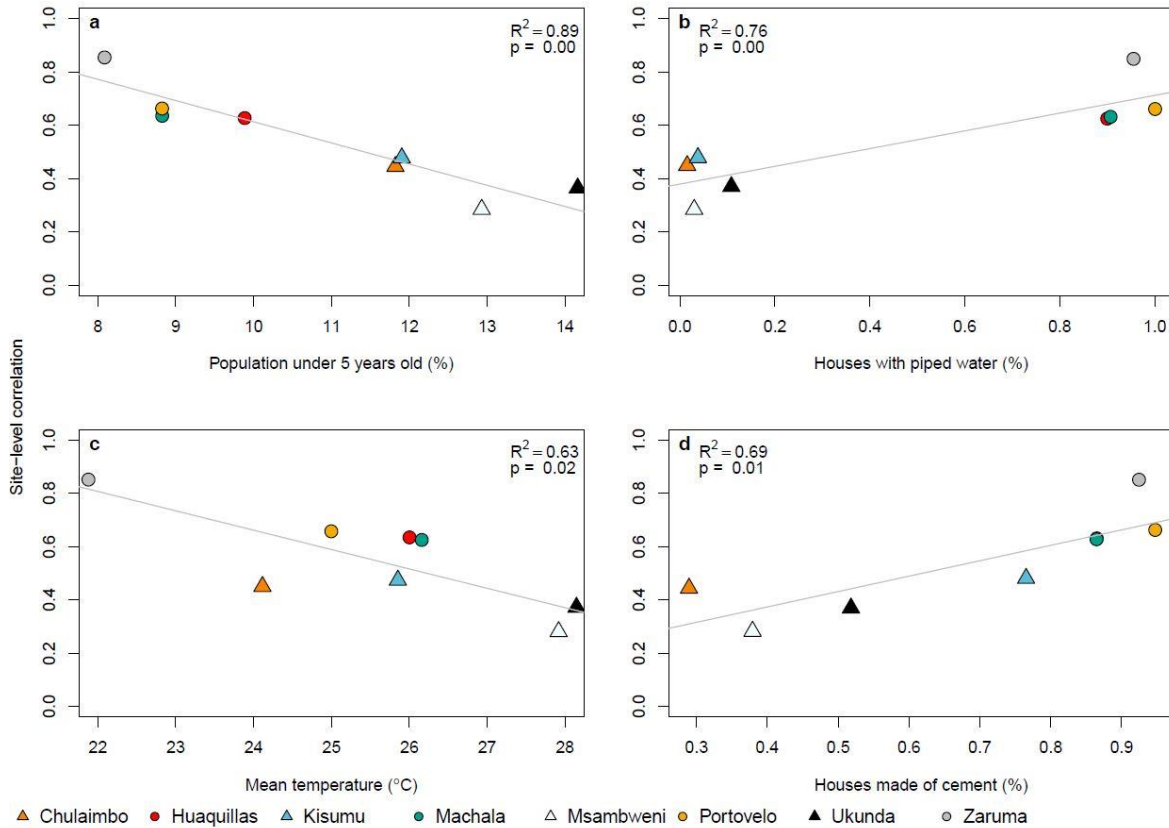 a
R² = 0.89
p = 0.00
1.0
0.8
0.6
0.4
0.2
0.0
8 9 10 11 12 13 14
Population under 5 years old (%)
b
R² = 0.76
p = 0.00
1.0
0.8
0.6
0.4
0.2
0.0
0.0 0.2 0.4 0.6 0.8 1.0
Houses with piped water (%)
Site−level correlation
c
R² = 0.63
p = 0.02
1.0
0.8
0.6
0.4
0.2
0.0
22 23 24 25 26 27 28
Mean temperature (°C)
d
R² = 0.69
p = 0.01
1.0
0.8
0.6
0.4
0.2
0.0
0.3 0.4 0.5 0.6 0.7 0.8 0.9
Houses made of cement (%)
Chulaimbo Huaquillas Kisumu Machala Msambweni Portovelo Ukunda Zaruma